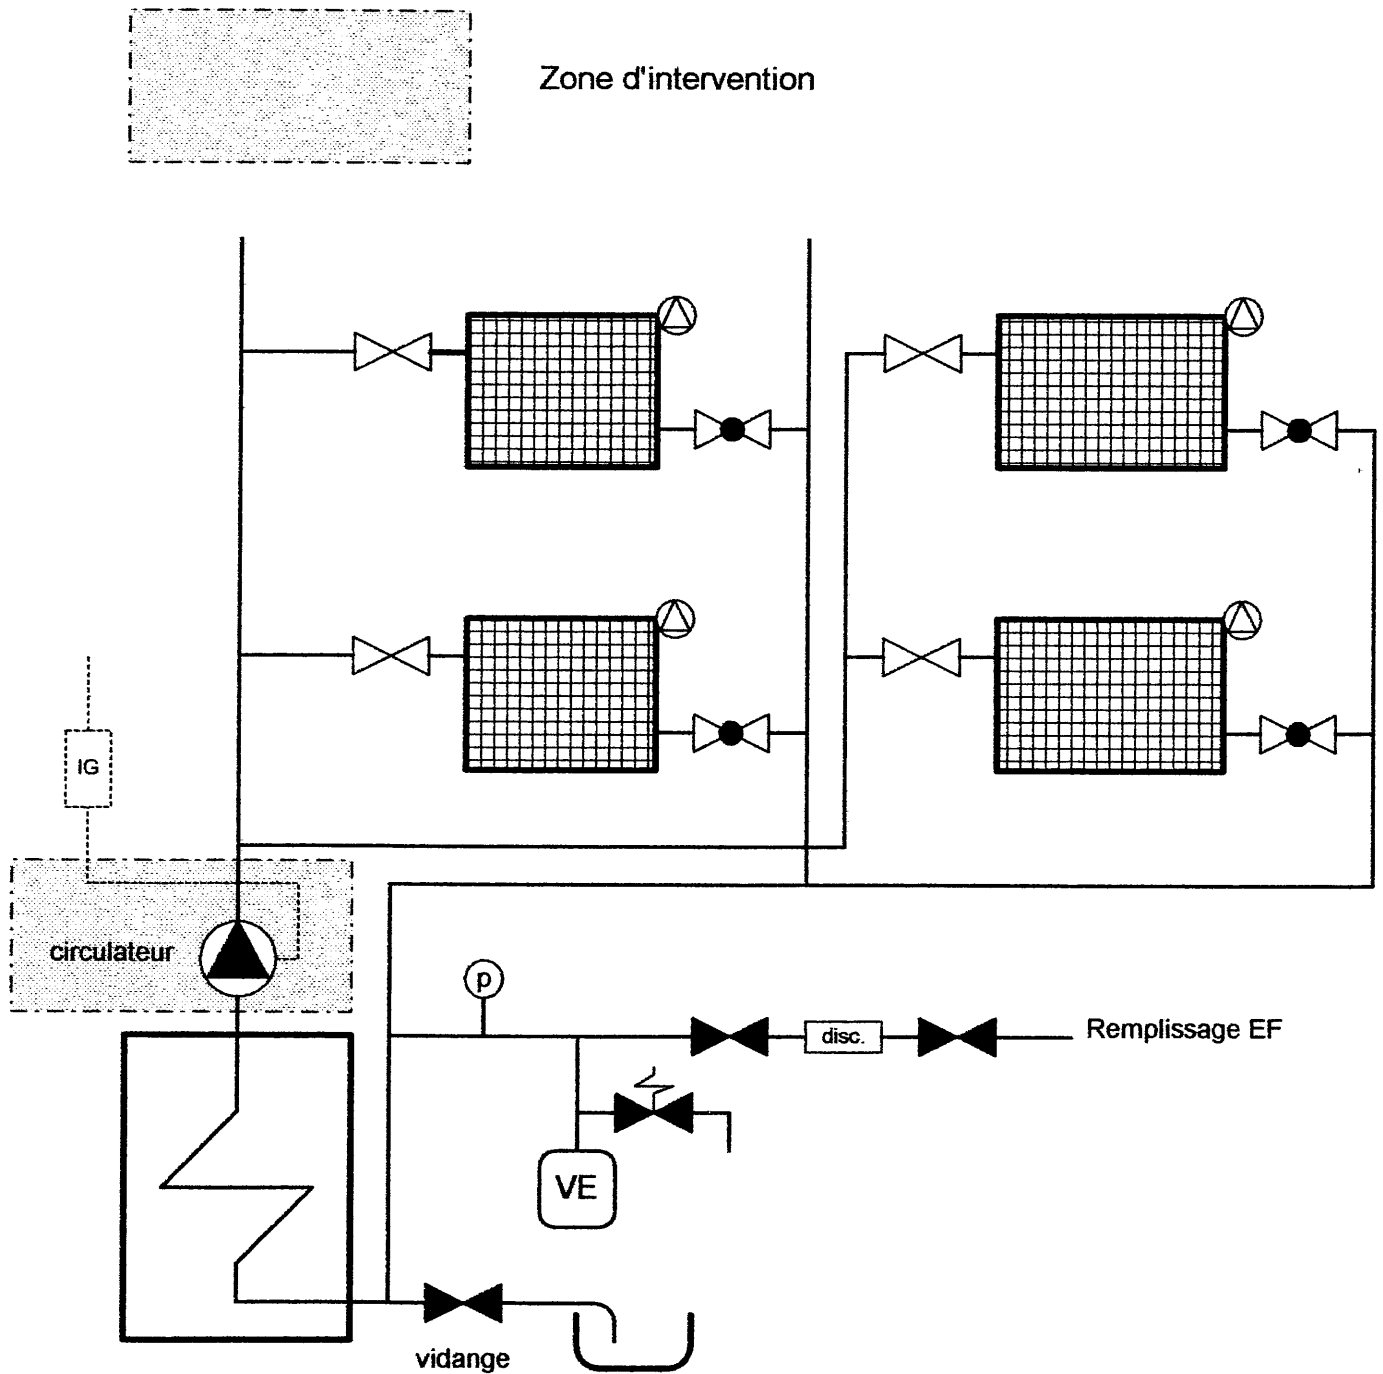 Zone d'intervention
IG
circulateur
p
disc.
Remplissage EF
VE
vidange